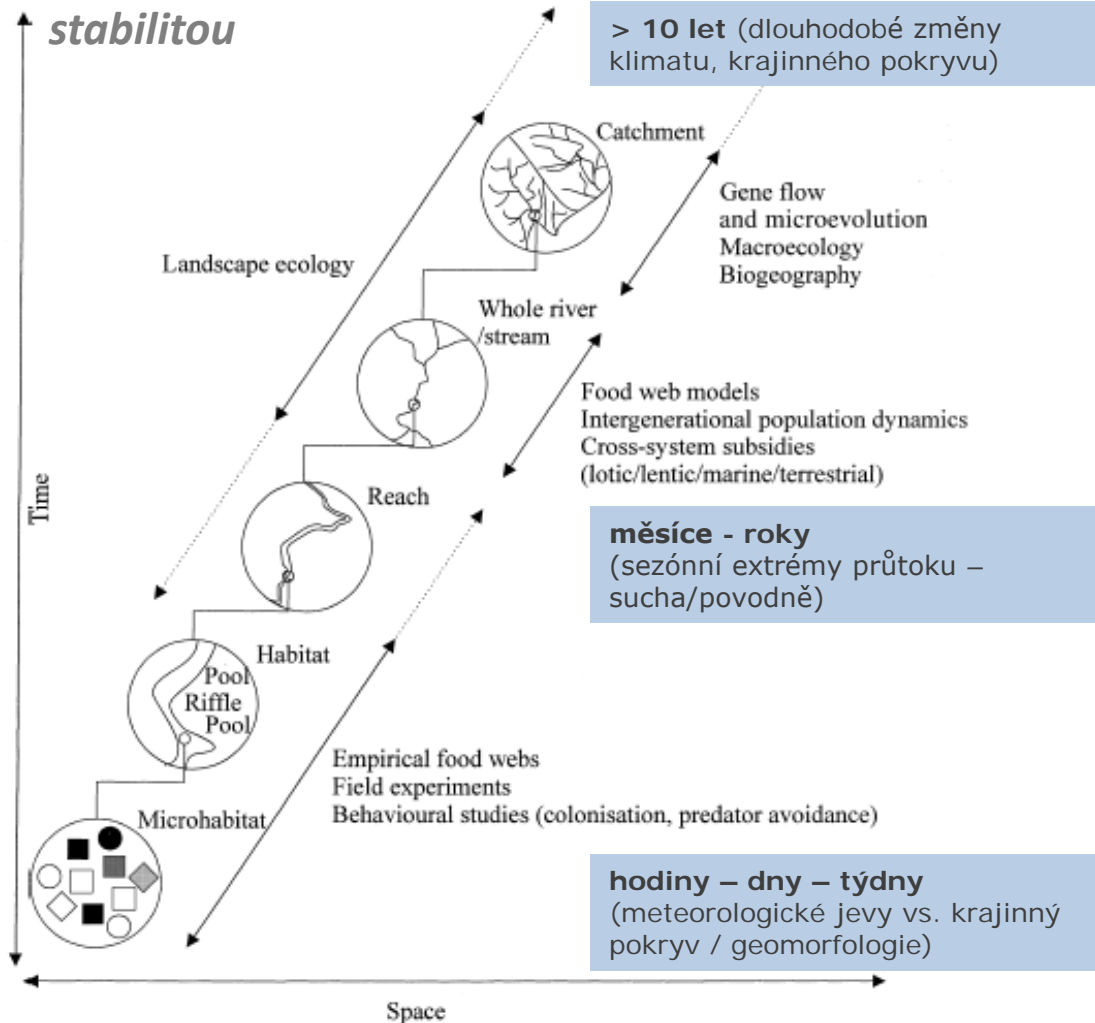 stabilitou
> 10 let (dlouhodobé změny
klimatu, krajinného pokryvu)
Catchment
Gene flow
and microevolution
Macroecology
Biogeography
Landscape ecology
Whole river
/stream
Food web models
Intergenerational population dynamics
Cross-system subsidies
(lotic/lentic/marine/terrestrial)
Time
Reach
měsíce - roky
(sezónní extrémy průtoku –
sucha/povodně)
Habitat
Pool
Riffle
Pool
Empirical food webs
Field experiments
Behavioural studies (colonisation, predator avoidance)
Microhabitat
hodiny – dny – týdny
(meteorologické jevy vs. krajinný
pokryv / geomorfologie)
Space